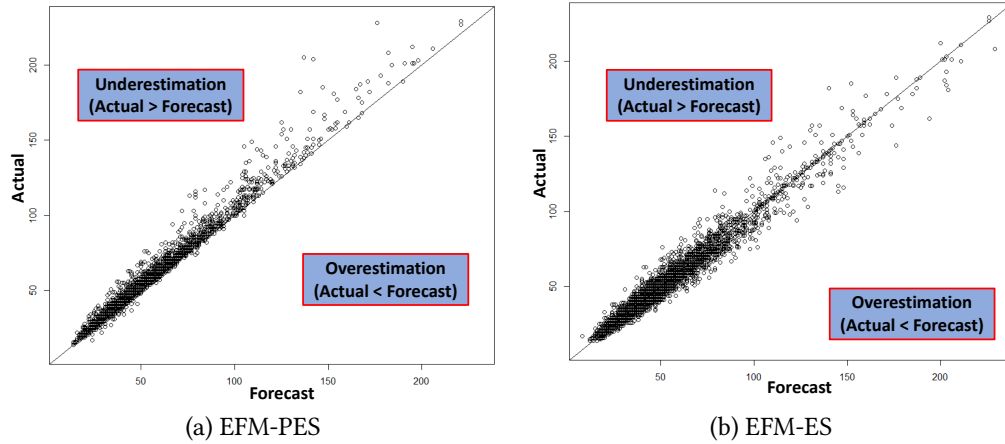 Underestimation
(Actual > Forecast)
Overestimation
(Actual < Forecast)
Actual
50
100
150
200
50
100
150
200
Forecast
(a) EFM-PES
Underestimation
(Actual > Forecast)
Overestimation
(Actual < Forecast)
Actual
50
100
150
200
50
100
150
200
Forecast
(b) EFM-ES